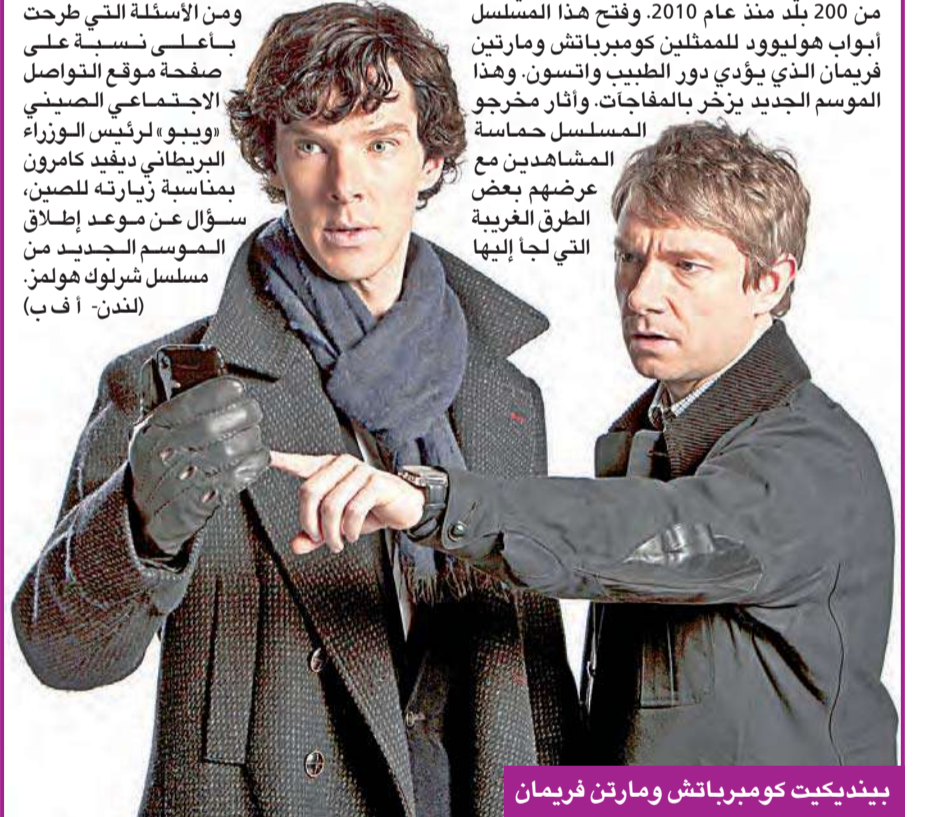 من 200 بلد منذ عام 2010. وفتح هذا المسلسل
أبواب هوليوود للممثلين كومبرباتش ومارتين
فريمان الذي يؤدي دور الطبيب واتسون. وهذا
الموسم الجديد يزخر بالمفاجآت. وأثار مخرجو
المسلسل حماسة
المشاهدين مع
عرضهم بعض
الطرق الغريبة
التي لجأ إليها
ومن الأسئلة التي طرحت
بأعلى نسبة على
صفحة موقع التواصل
الاجتماعي الصيني
«ويبو» لرئيس الوزراء
البريطاني ديفيد كامرون
بمناسبة زيارته للصين،
سؤال عن موعد إطلاق
الموسم الجديد من
مسلسل شرلوك هولمز.
(لندن- أ ف ب)
بينديكيت كومبرباتش ومارتن فريمان